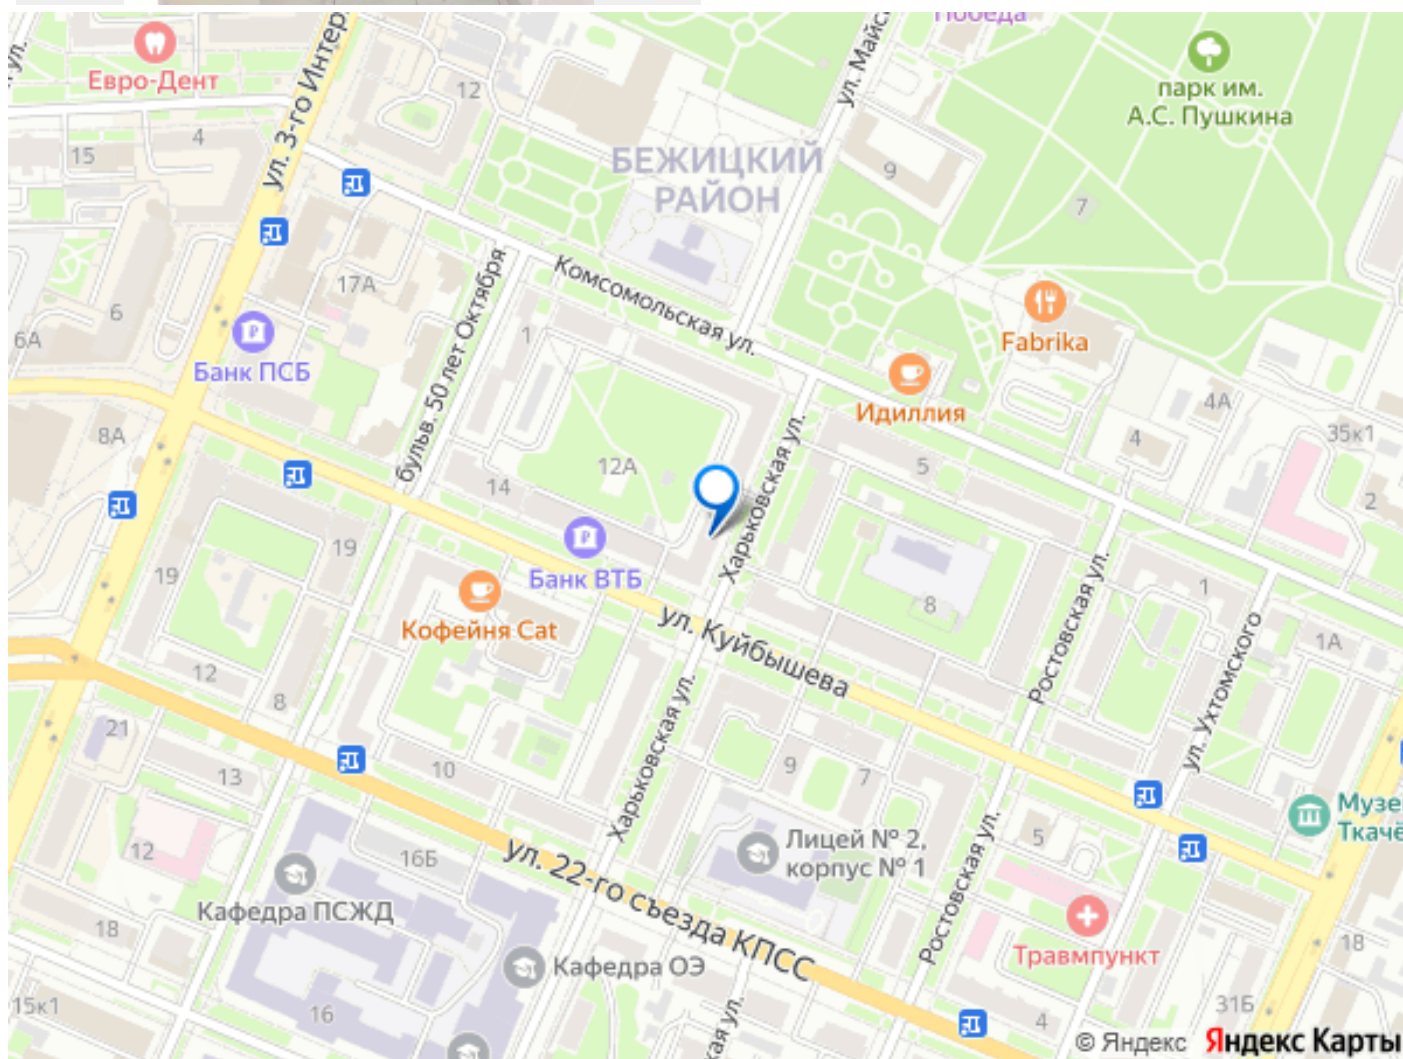 Победа
Евро-Дент
ул. 3-го Интер
ул. Майс
парк им.
А.С. Пушкина
12
4
15
БЕЖИЦКИЙ
РАЙОН
9
7
17А
6
6А
Комсомольская ул.
бульв. 50 лет Октября
1
Банк ПСБ
Fabrika
Идиллия
4А
4
35к1
2
8А
12А
14
5
Харьковская ул.
19
19
Банк ВТБ
Кофейня Cat
ул. Куйбышева
8
1
1А
Ростовская ул.
ул. Ухтомского
12
8
21
13
10
Харьковская ул.
9
7
Музе
Ткачё
5
Лицей № 2,
корпус № 1
12
16Б
ул. 22-го съезда КПСС
Кафедра ПСЖД
Ростовская ул.
Травмпункт
18
18
Кафедра ОЭ
15к1
16
кая ул.
4
31Б
© Яндекс Яндекс Карты